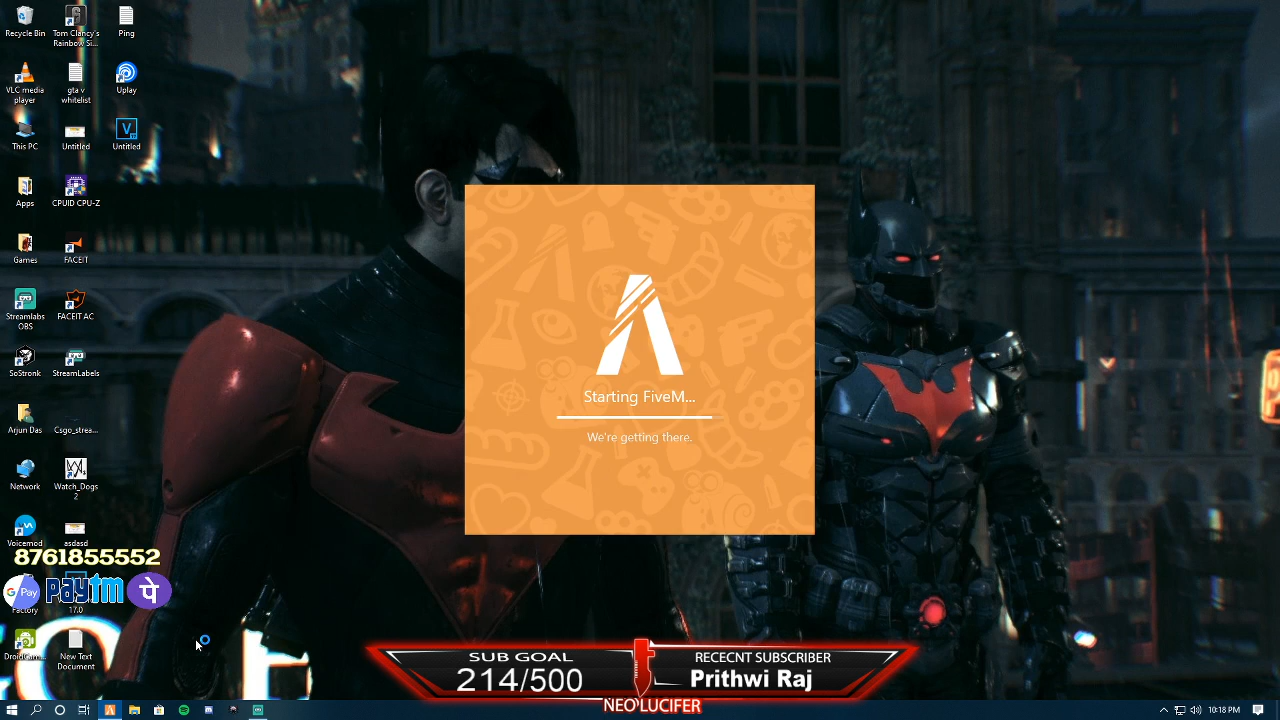 Recycle Bin
Tom Clancy's
Rainbow Si...
Ping
VLC media
player
gta v
whitelist
Uplay
This PC
Untitled
V
Untitled
Apps
CPUID CPU-Z
Games
FACEIT
Streamlabs
OBS
FACEIT AC
SoStronk
StreamLabels
Arjun Das
Csgo_strea...
Network
Watch_Dogs
2
Voicemod
asdasd
8761855552
G Pay
Paytm
पे
Factory
17.0
DroidCam...
New Text
Document
Starting FiveM...
We're getting there.
SUB GOAL
214/500
RECECNT SUBSCRIBER
Prithwi Raj
NEO LUCIFER
10:18 PM